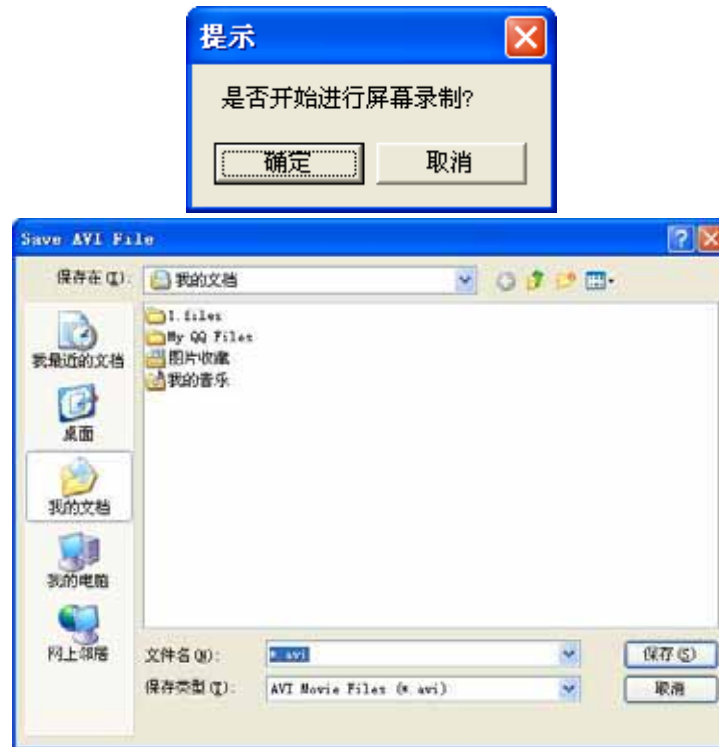 提示
是否开始进行屏幕录制?
确定
取消
Save AVI File
保存在(I):
我的文档
1.files
My QQ Files
图片收藏
我的音乐
我最近的文档
桌面
我的文档
我的电脑
网上邻居
文件名(N):
*.avi
保存(S)
保存类型(T):
AVI Movie Files (*.avi)
取消